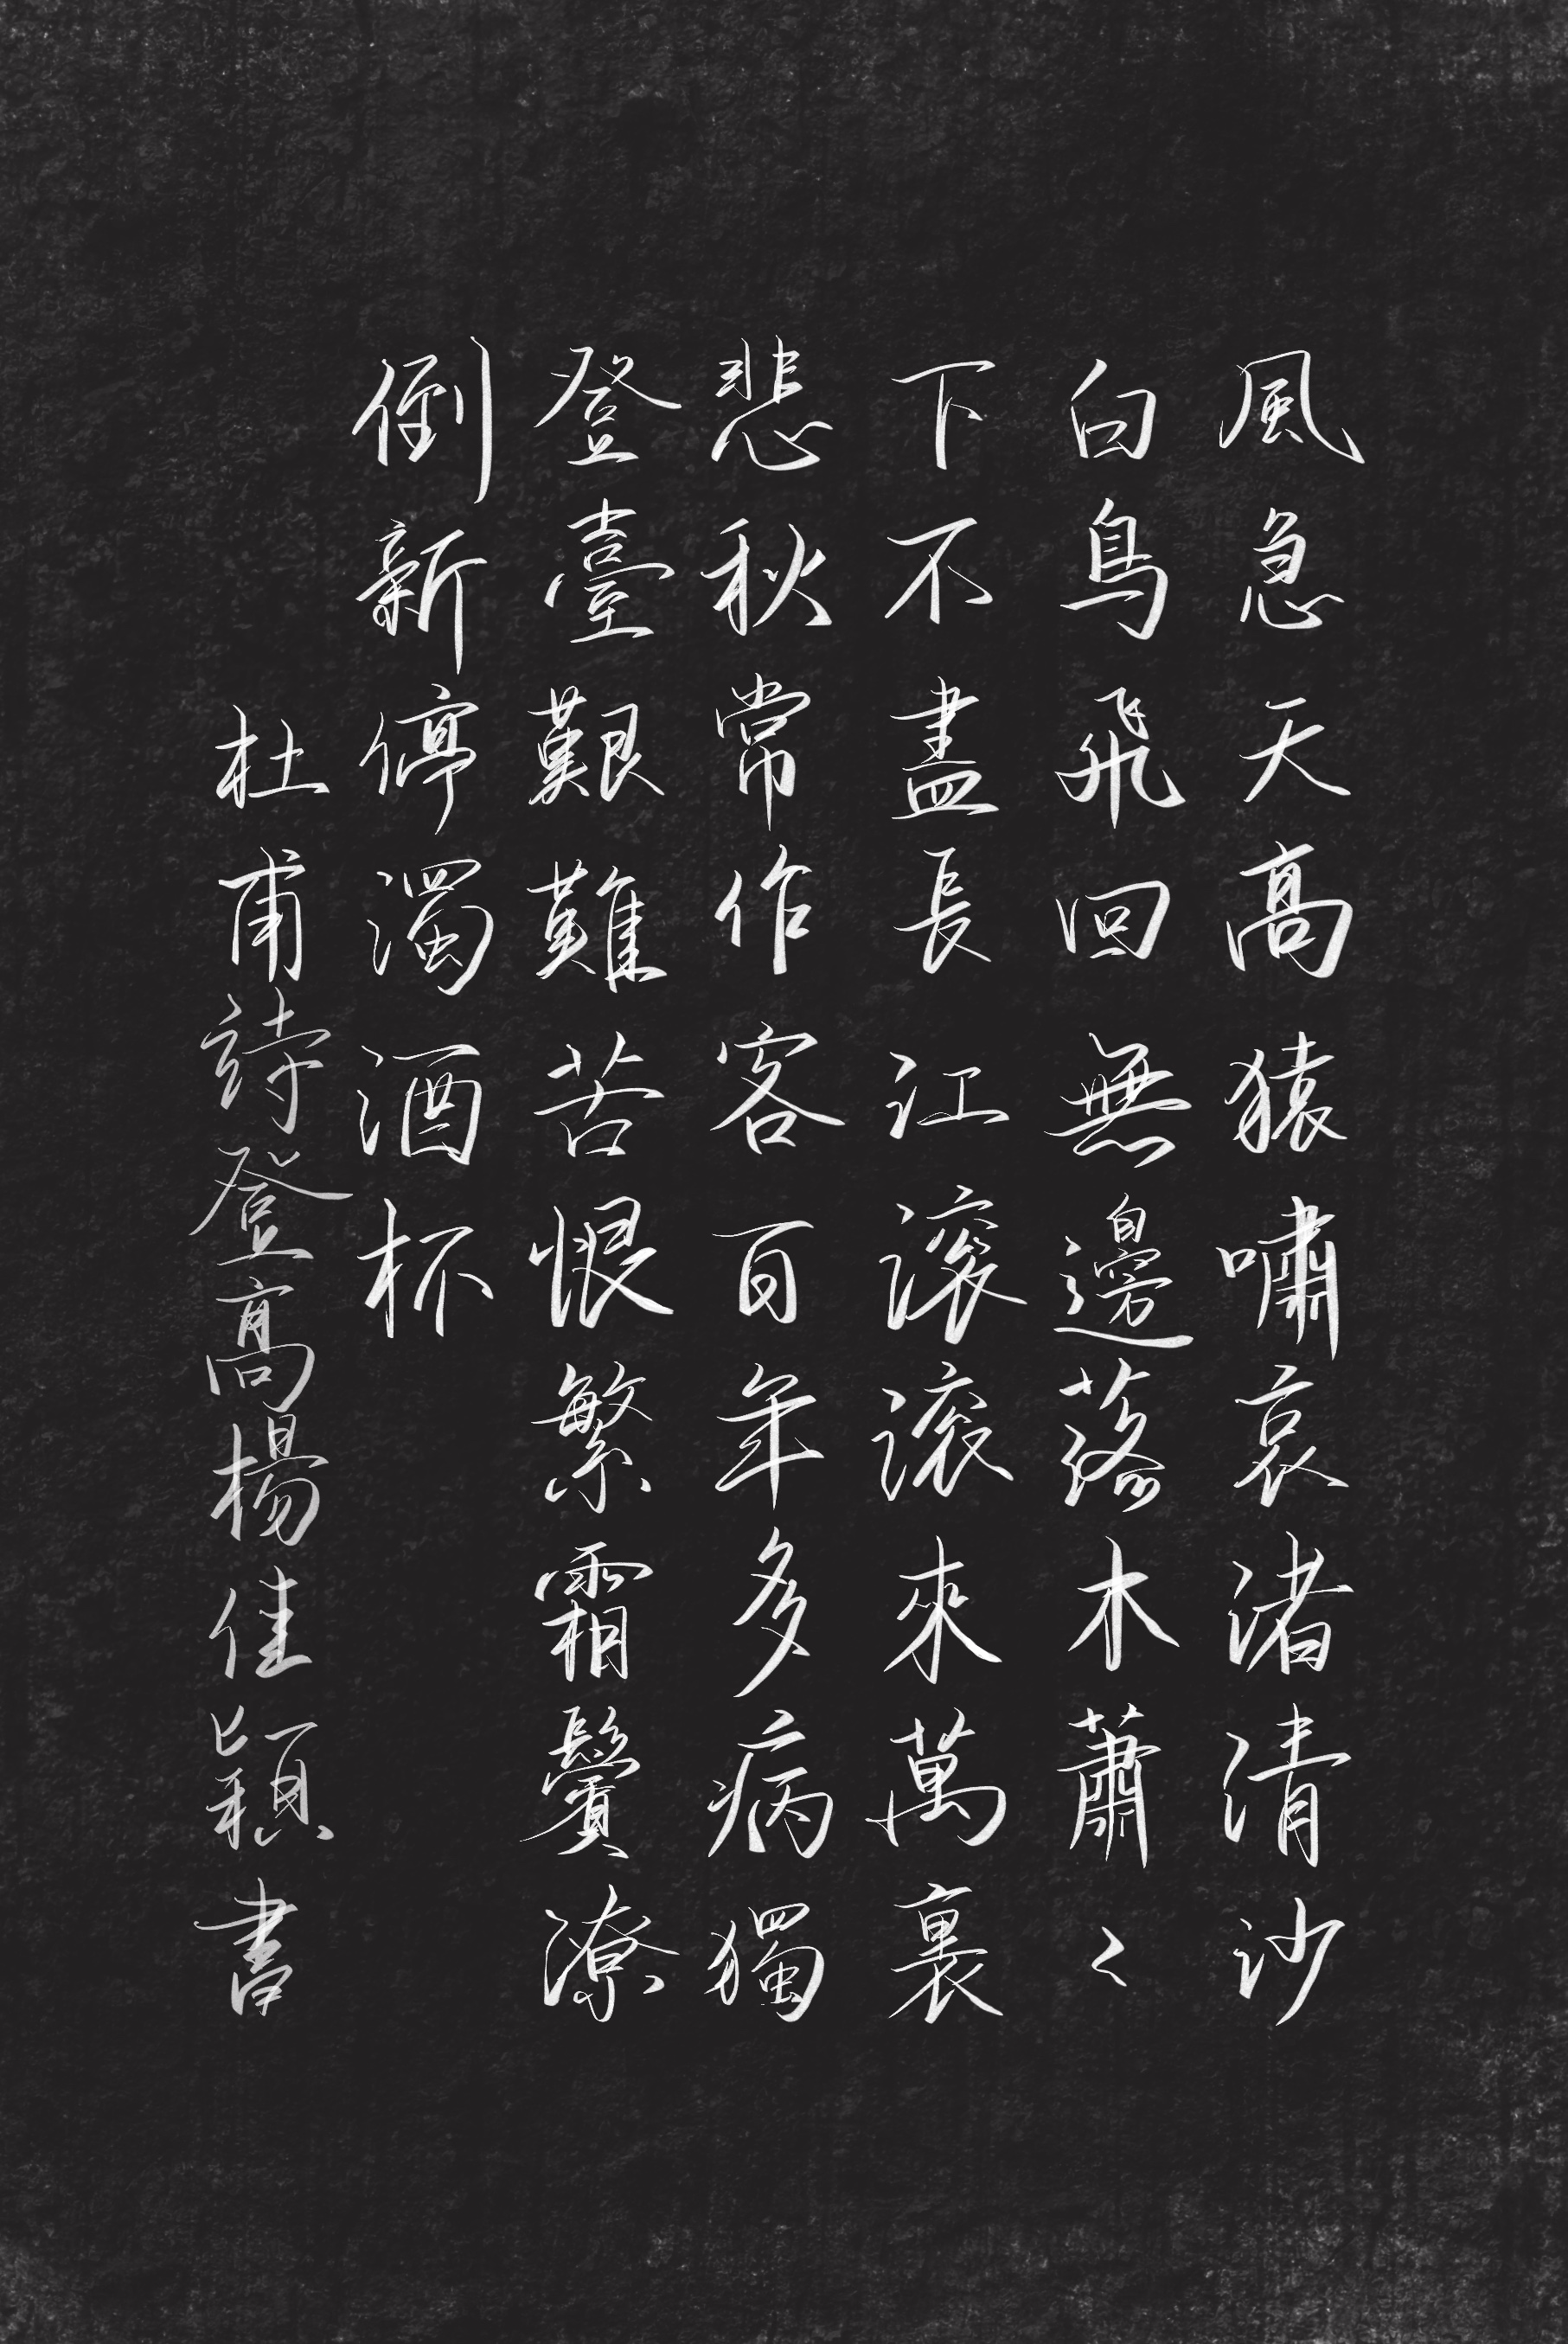 風急天高猿嘯哀渚清沙
白鳥飛回無邊落木蕭〻
下不盡長江滾滾來萬裏
悲秋常作客百年多病獨
登臺艱難苦恨繁霜鬢潦
倒新停濁酒杯
杜甫詩登高楊佳穎書